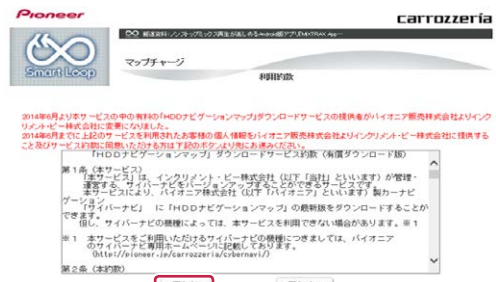 Pioneer
carrozzeria
Smart Loop
マップチャージ
利用約款
2014年6月より本サービスの中の有料の「HDDナビゲーションマップ」ダウンロードサービスの提供者がパイオニア販売株式会社よりインクリ
メント・ピー株式会社に変更になりました。
2014年6月までに上記のサービスを利用されたお客様の個人情報をパイオニア販売株式会社よりインクリメント・ピー株式会社に提供する
こと及びサービス約款に同意いただける方は下記のボタンより先にお進みください。
「HDDナビゲーションマップ」ダウンロードサービス約款（有償ダウンロード版）
第1条（本サービス）
「本サービス」は、インクリメント・ピー株式会社（以下「当社」といいます）が管理・
運営する、サイバーナビをバージョンアップすることができるサービスです。
本サービスにより、パイオニア株式会社（以下「パイオニア」といいます）製カーナビ
ゲーション
「サイバーナビ」 に「HDDナビゲーションマップ」の最新版をダウンロードすることが
できます。
但し、サイバーナビの機種によっては、本サービスを利用できない場合があります。※1
※1 本サービスをご利用いただけるサイバーナビの機種につきましては、パイオニア
のサイバーナビ専用ホームページに記載しております。
(http://pioneer.jp/carrozzeria/cybernavi/)
第2条（本約款）